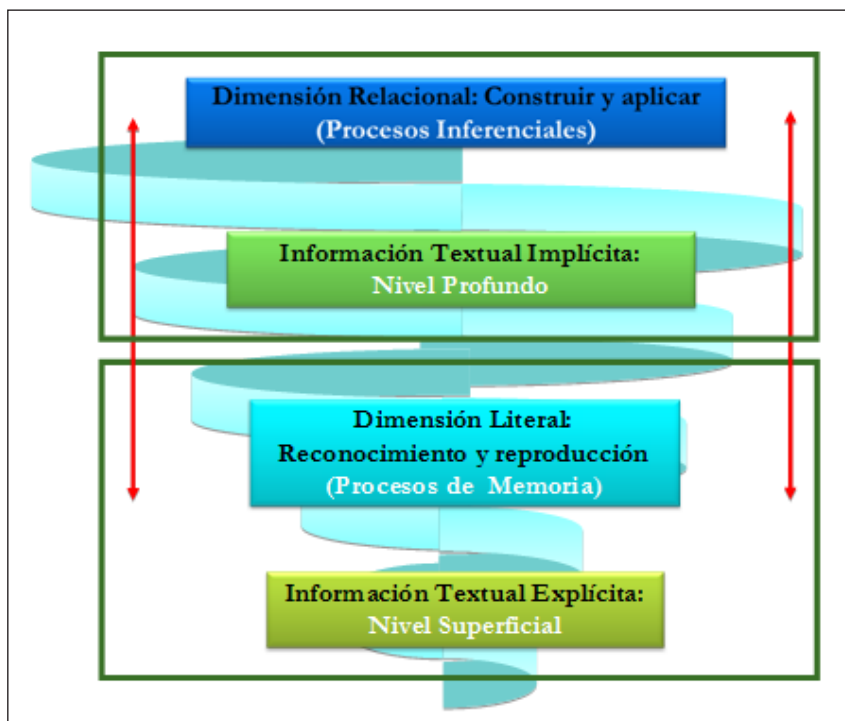 Dimensión Relacional: Construir y aplicar
(Procesos Inferenciales)
Información Textual Implícita:
Nivel Profundo
Dimensión Literal:
Reconocimiento y reproducción
(Procesos de Memoria)
Información Textual Explícita:
Nivel Superficial